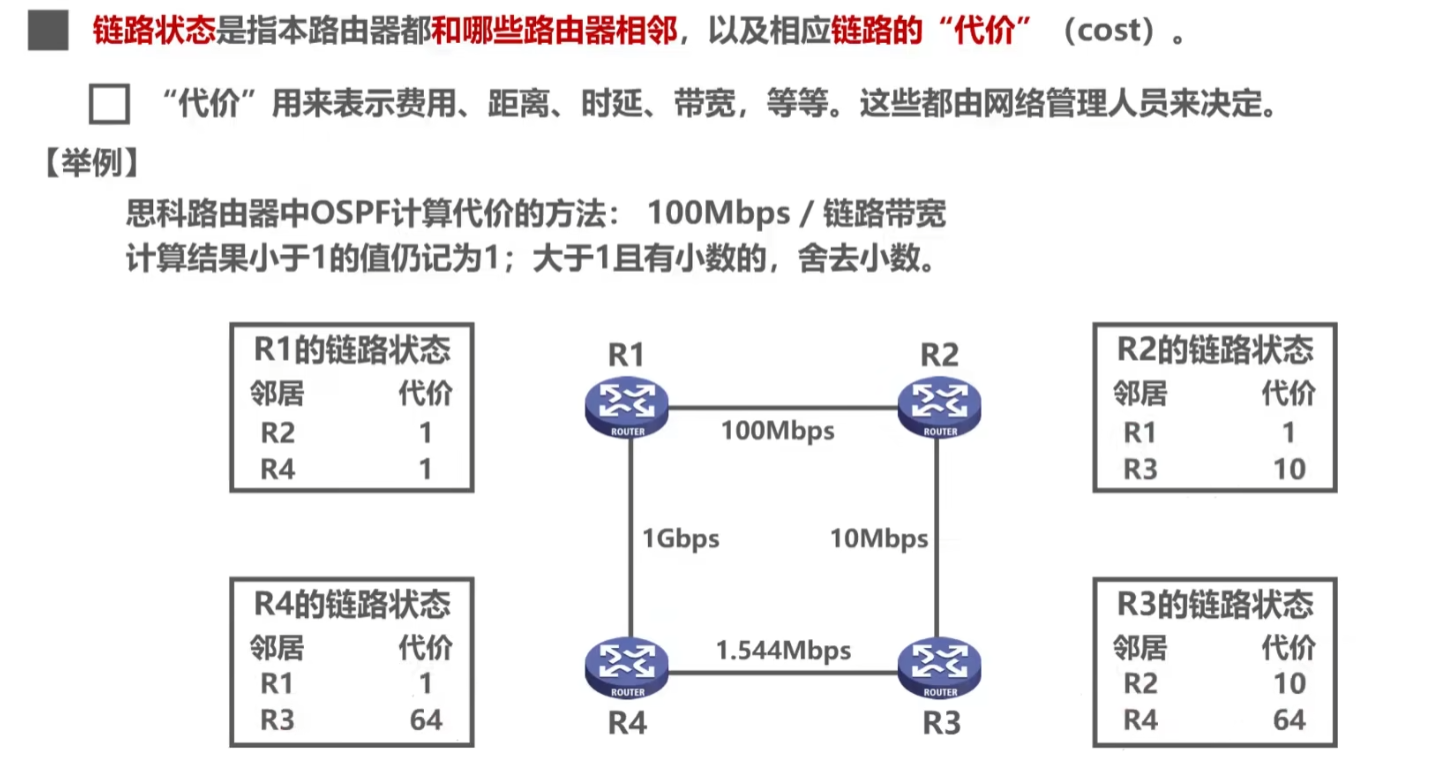 链路状态是指本路由器都和哪些路由器相邻，以及相应链路的“代价”（cost）。
“代价”用来表示费用、距离、时延、带宽，等等。这些都由网络管理人员来决定。
【举例】
思科路由器中OSPF计算代价的方法： 100Mbps / 链路带宽
计算结果小于1的值仍记为1；大于1且有小数的，舍去小数。
R1的链路状态
邻居 代价
R2 1
R4 1
R1
ROUTER
100Mbps
R2
ROUTER
R2的链路状态
邻居 代价
R1 1
R3 10
1Gbps
10Mbps
R4的链路状态
邻居 代价
R1 1
R3 64
ROUTER
R4
1.544Mbps
ROUTER
R3
R3的链路状态
邻居 代价
R2 10
R4 64